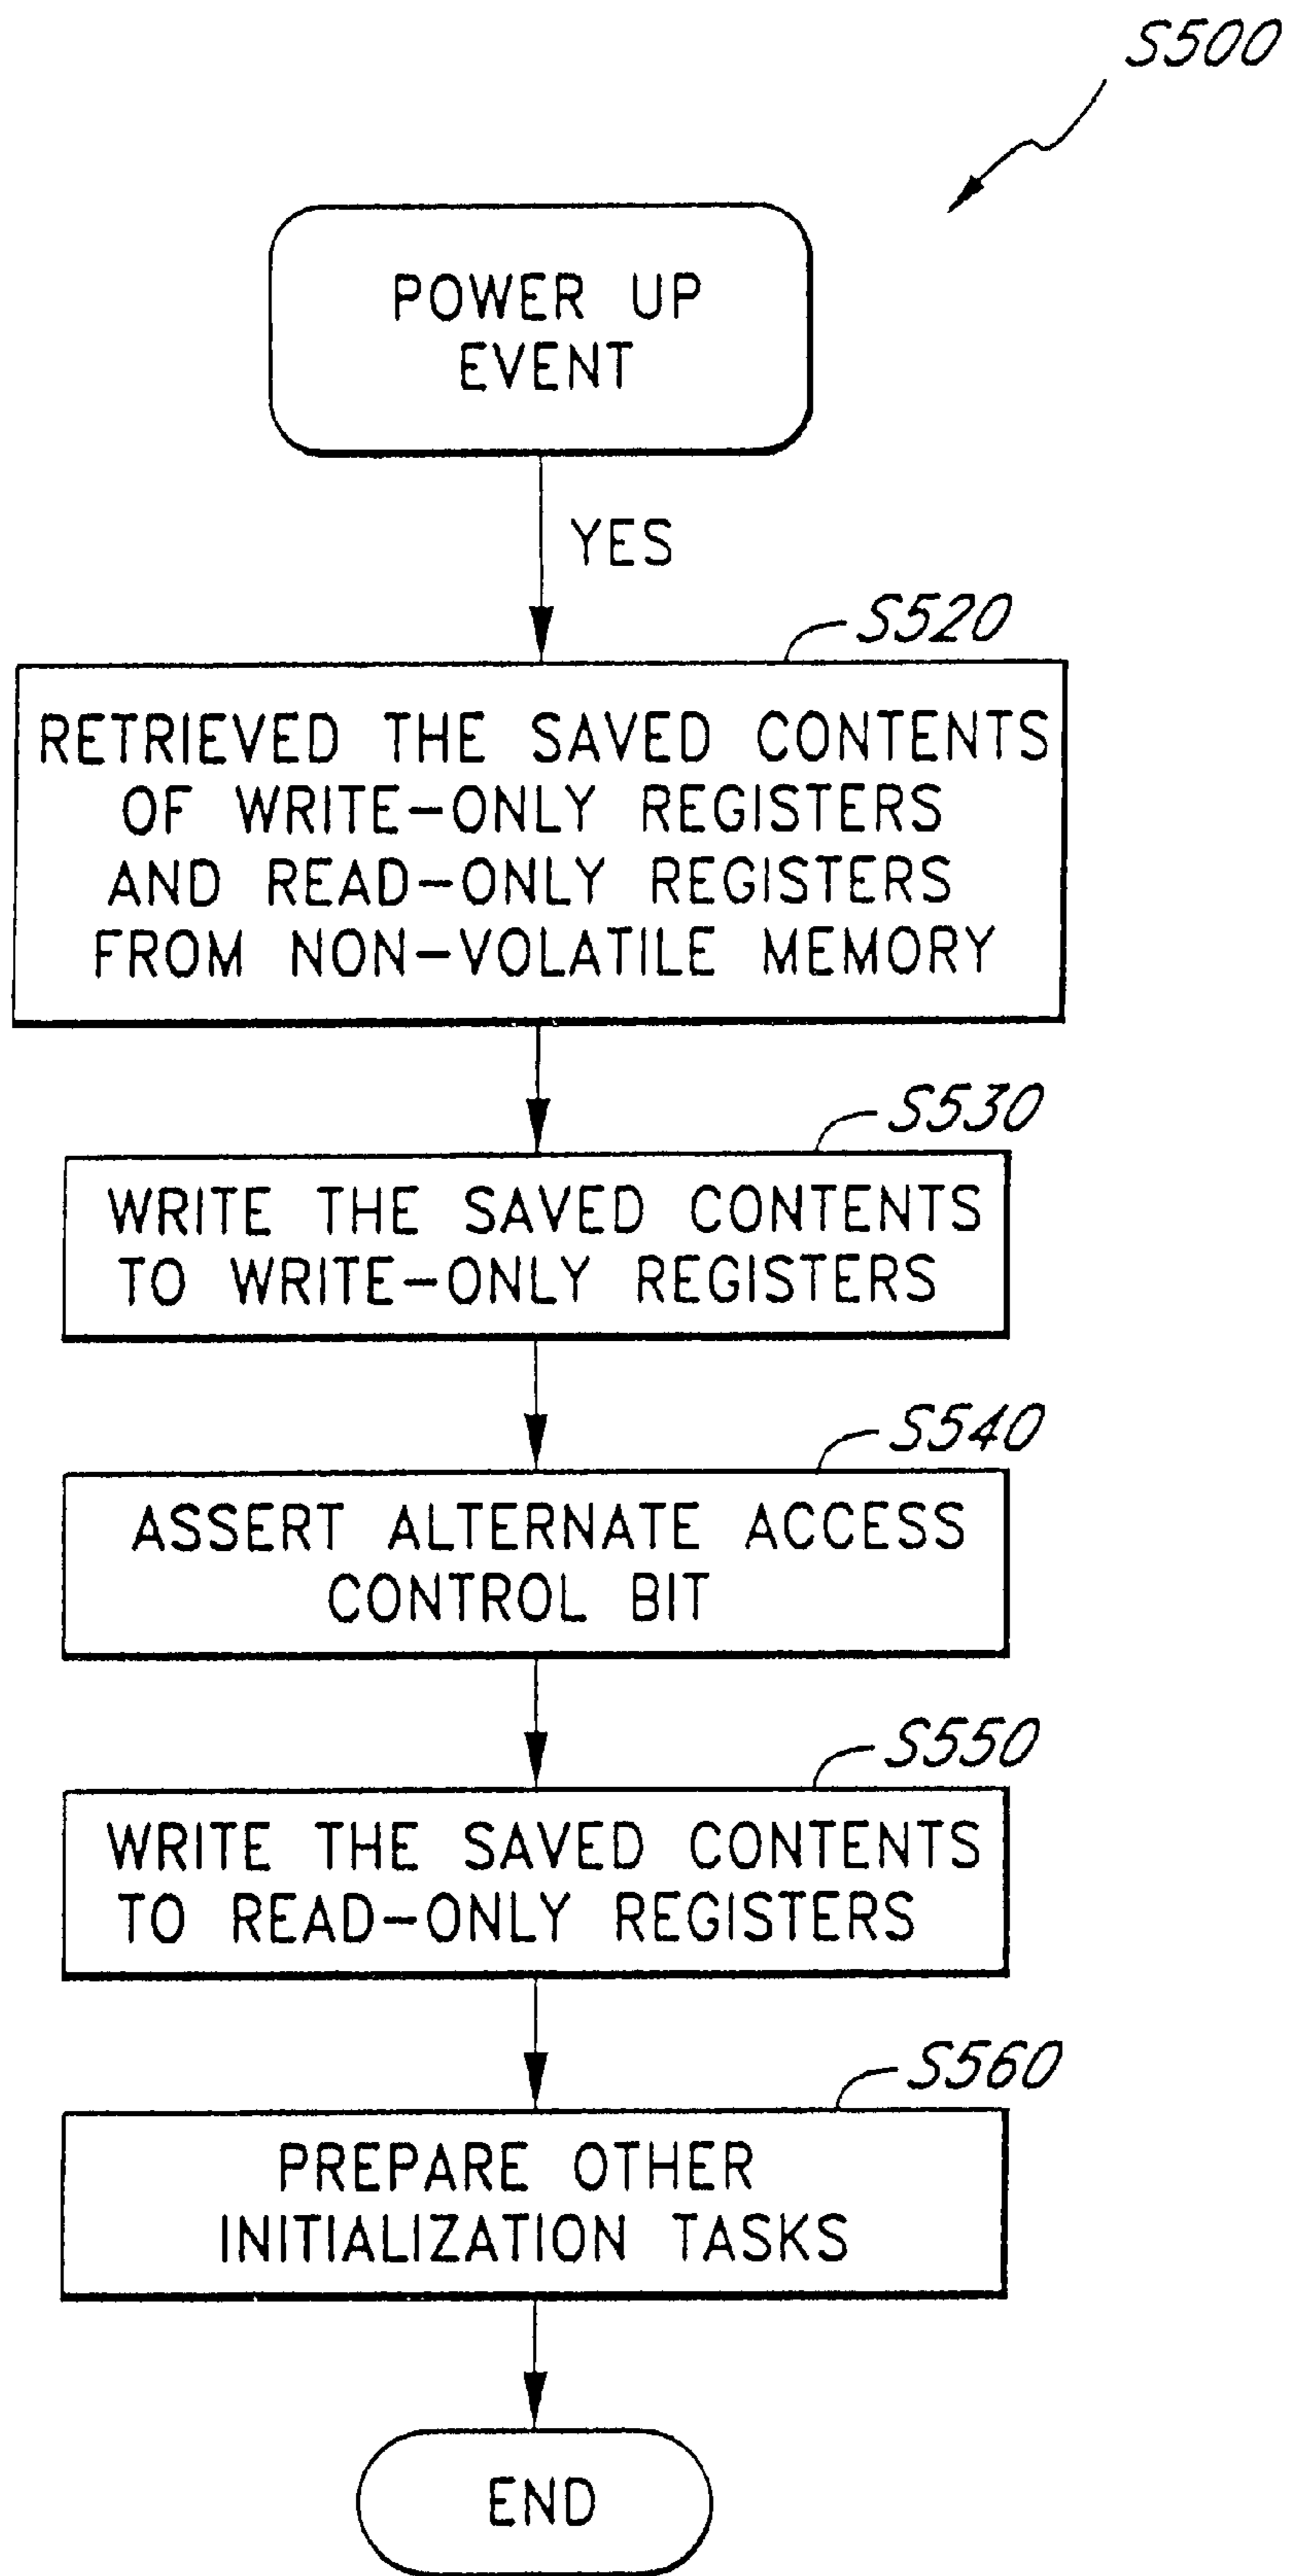 S500
POWER UP
EVENT
YES
S520
RETRIEVED THE SAVED CONTENTS
OF WRITE-ONLY REGISTERS
AND READ-ONLY REGISTERS
FROM NON-VOLATILE MEMORY
S530
WRITE THE SAVED CONTENTS
TO WRITE-ONLY REGISTERS
S540
ASSERT ALTERNATE ACCESS
CONTROL BIT
S550
WRITE THE SAVED CONTENTS
TO READ-ONLY REGISTERS
S560
PREPARE OTHER
INITIALIZATION TASKS
END